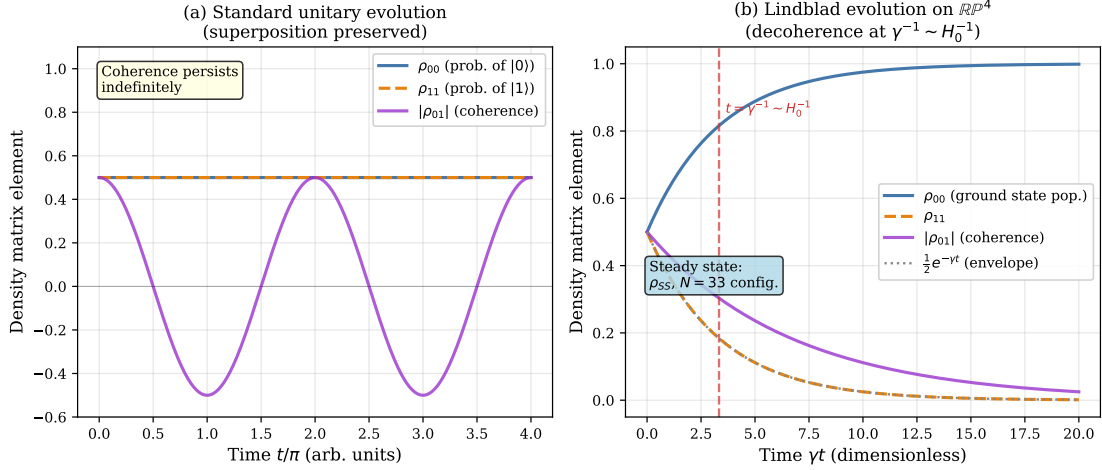 (a) Standard unitary evolution
(superposition preserved)
Density matrix element
1.0
0.8
0.6
0.4
0.2
0.0
−0.2
−0.4
−0.6
Coherence persists
indefinitely
ρ₀₀ (prob. of |0⟩)
ρ₁₁ (prob. of |1⟩)
|ρ₀₁| (coherence)
0.0 0.5 1.0 1.5 2.0 2.5 3.0 3.5 4.0
Time t/π (arb. units)
(b) Lindblad evolution on ℝℙ⁴
(decoherence at γ⁻¹ ~ H₀⁻¹)
Density matrix element
1.0
0.8
0.6
0.4
0.2
0.0
t = γ⁻¹ ~ H₀⁻¹
ρ₀₀ (ground state pop.)
ρ₁₁
|ρ₀₁| (coherence)
½e^{−γt} (envelope)
Steady state:
ρ_SS, N = 33 config.
0.0 2.5 5.0 7.5 10.0 12.5 15.0 17.5 20.0
Time γt (dimensionless)